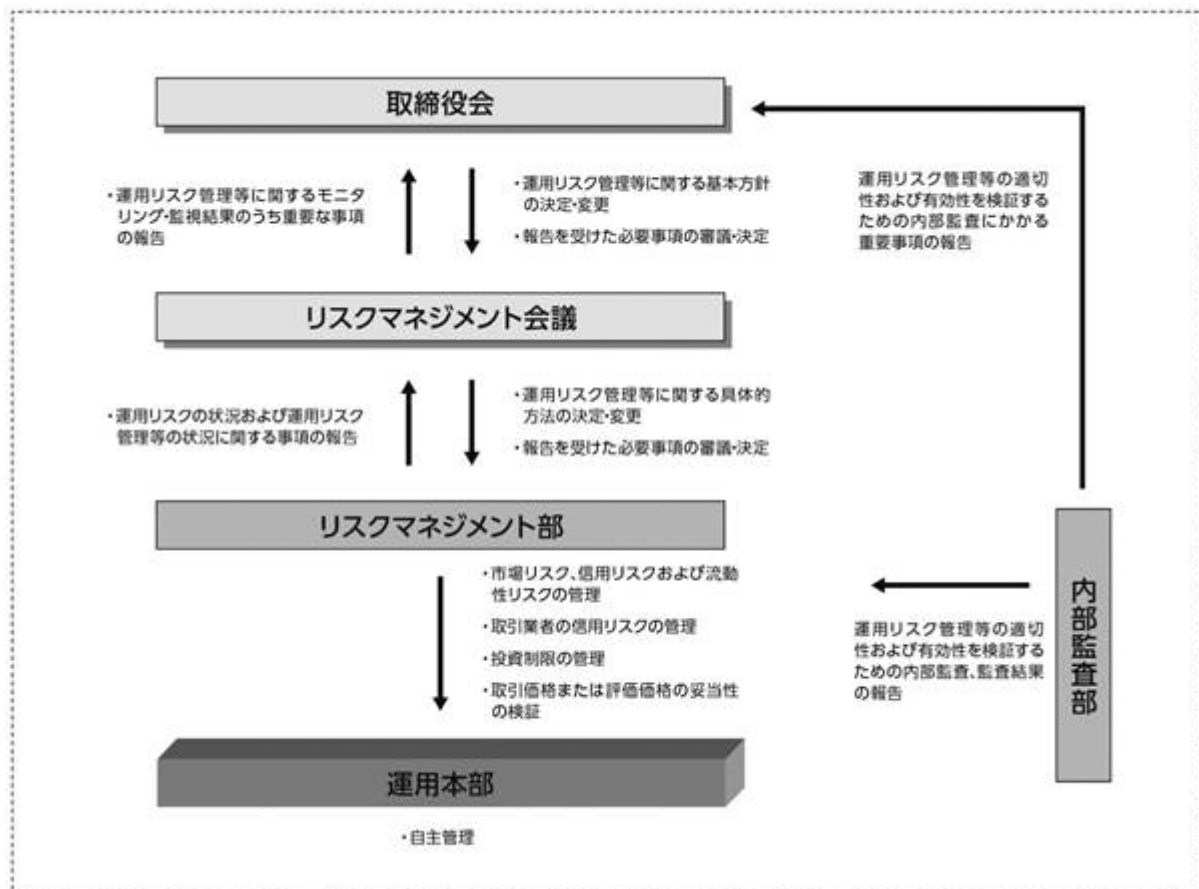 取締役会
・運用リスク管理等に関するモニタ
リング・監視結果のうち重要な事項
の報告
・運用リスク管理等に関する基本方針
の決定・変更
・報告を受けた必要事項の審議・決定
運用リスク管理等の適切
性および有効性を検証する
ための内部監査にかかる
重要事項の報告
リスクマネジメント会議
・運用リスクの状況および運用リスク
管理等の状況に関する事項の報告
・運用リスク管理等に関する具体的
方法の決定・変更
・報告を受けた必要事項の審議・決定
リスクマネジメント部
・市場リスク、信用リスクおよび流動
性リスクの管理
・取引業者の信用リスクの管理
・投資制限の管理
・取引価格または評価価格の妥当性
の検証
運用リスク管理等の適切
性および有効性を検証する
ための内部監査、監査結果
の報告
内部監査部
運用本部
・自主管理